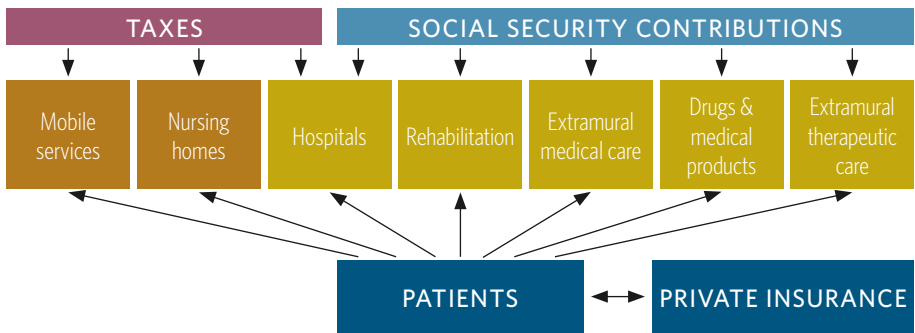 TAXES
SOCIAL SECURITY CONTRIBUTIONS
Mobile
services
Nursing
homes
Hospitals
Rehabilitation
Extramural
medical care
Drugs &
medical
products
Extramural
therapeutic
care
PATIENTS
PRIVATE INSURANCE